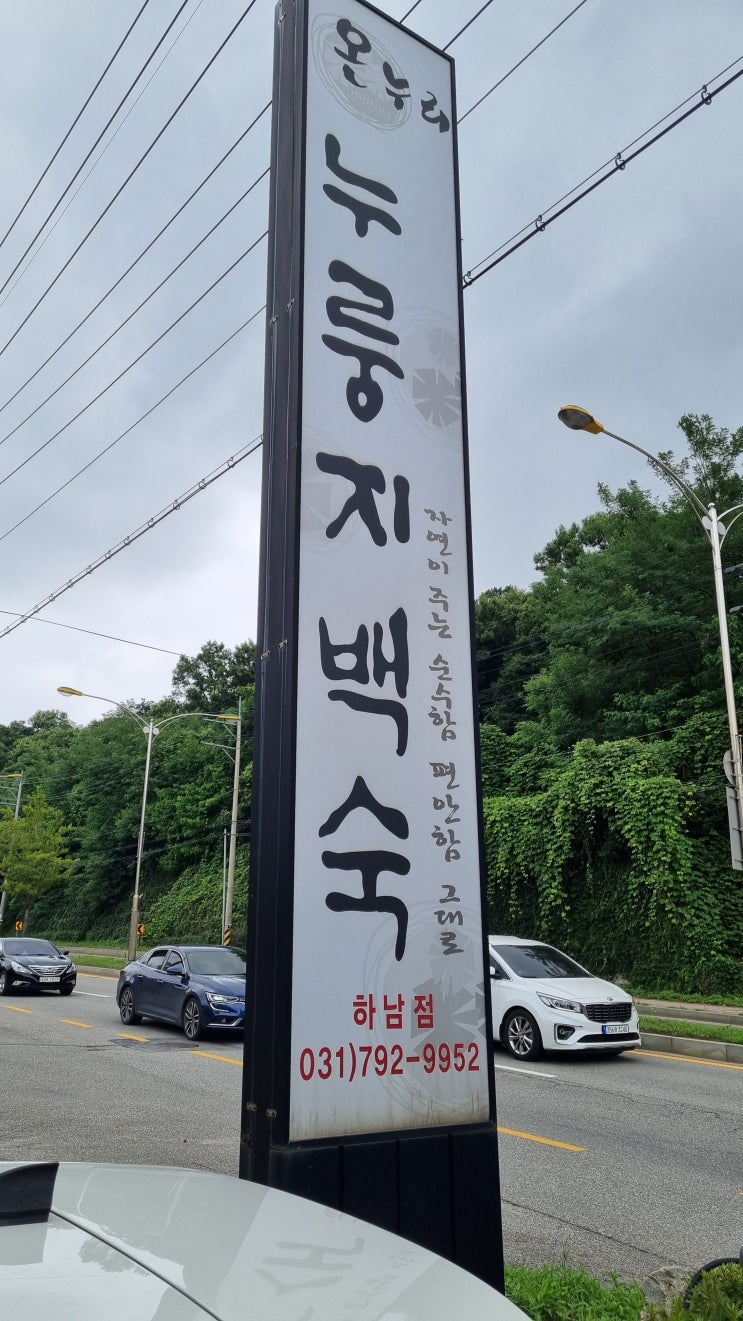 온누리
누룽지백숙
자연이 주는 순수함 편안함 그대로
하남점
031)792-9952